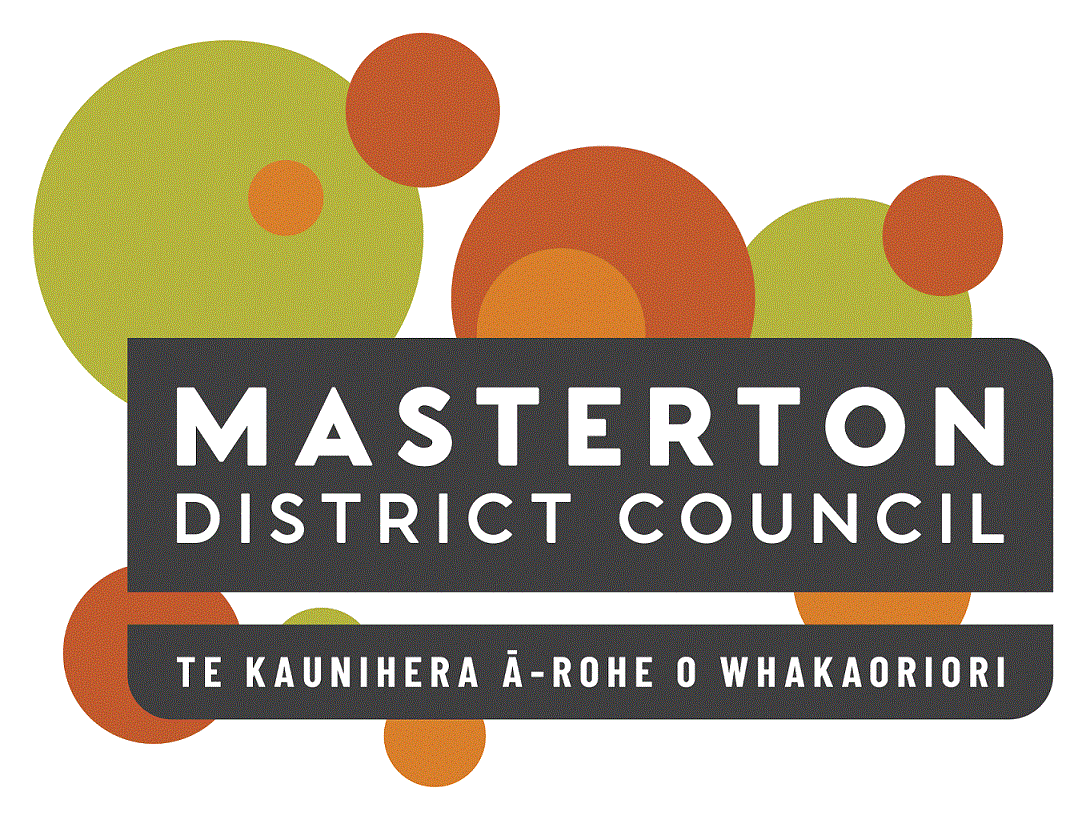 MASTERTON
DISTRICT COUNCIL
TE KAUNIHERA Ā-ROHE O WHAKAORIORI